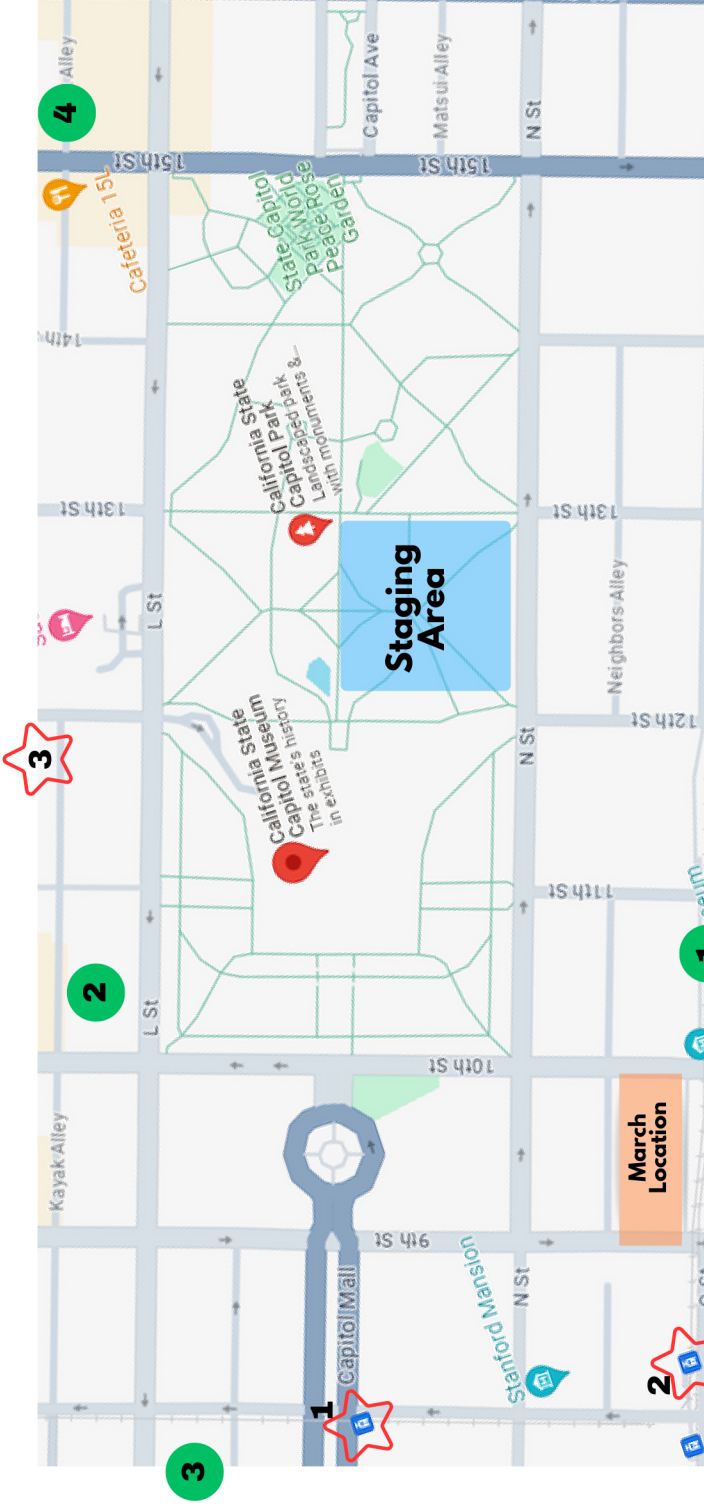 3
Kayak Alley
Alley
4
14th
2
13th St
Cafeteria 15L
15th St
L St
L St
3
California State
Capitol Museum
The state's history
in exhibits
California State
Capitol Park
Landscaped park
with monuments &...
State Capitol
Park World
Peace Rose
Garden
1
Capitol Mall
Capitol Ave
9th St
Staging
Area
Matsui Alley
15th St
10th St
Stanford Mansion
N St
N St
N St
11th St
13th St
Neighbors Alley
March
Location
12th St
2
1